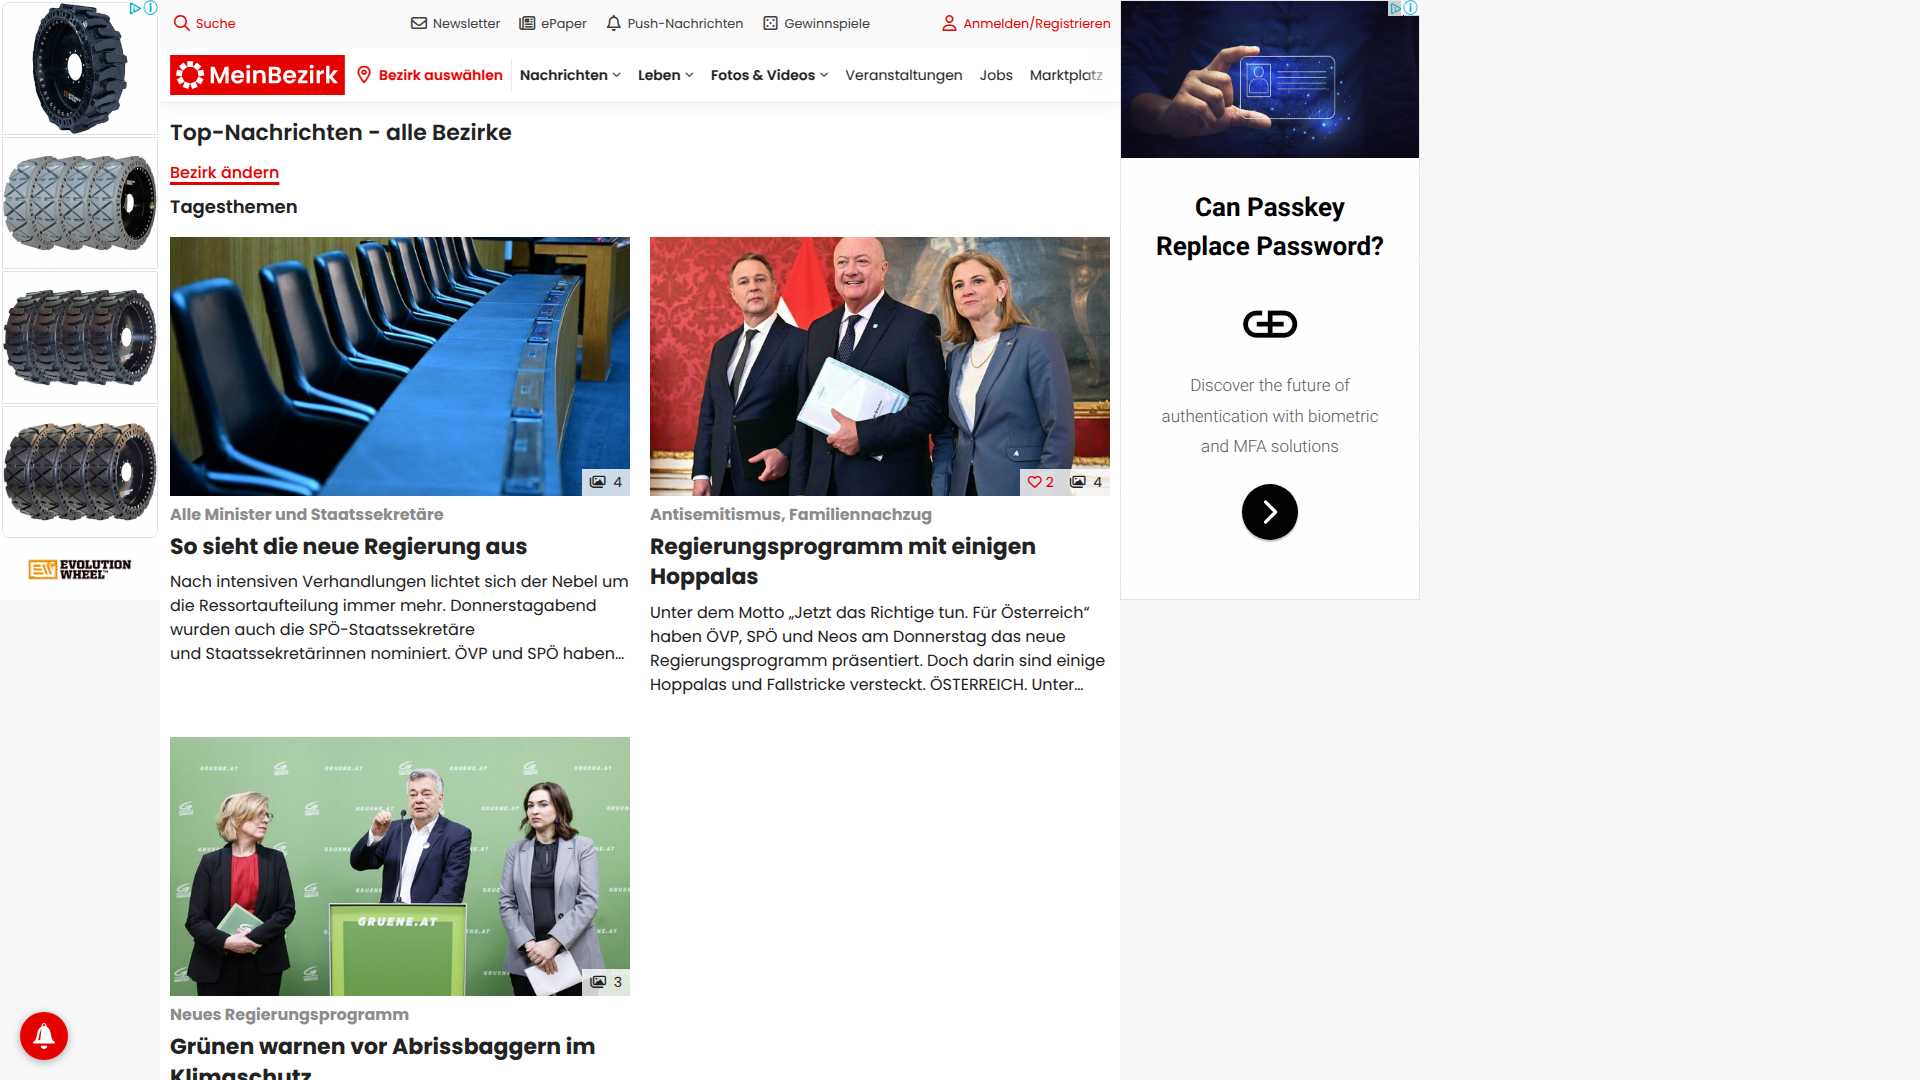 Suche
Newsletter
ePaper
Push-Nachrichten
Gewinnspiele
Anmelden/Registrieren
MeinBezirk
Bezirk auswählen
Nachrichten
Leben
Fotos & Videos
Veranstaltungen
Jobs
Marktplatz
Top-Nachrichten - alle Bezirke
Bezirk ändern
Tagesthemen
4
Alle Minister und Staatssekretäre
So sieht die neue Regierung aus
Nach intensiven Verhandlungen lichtet sich der Nebel um
die Ressortaufteilung immer mehr. Donnerstagabend
wurden auch die SPÖ-Staatssekretäre
und Staatssekretärinnen nominiert. ÖVP und SPÖ haben…
2 4
Antisemitismus, Familiennachzug
Regierungsprogramm mit einigen
Hoppalas
Unter dem Motto „Jetzt das Richtige tun. Für Österreich“
haben ÖVP, SPÖ und Neos am Donnerstag das neue
Regierungsprogramm präsentiert. Doch darin sind einige
Hoppalas und Fallstricke versteckt. ÖSTERREICH. Unter…
GRUENE.AT
3
Neues Regierungsprogramm
Grünen warnen vor Abrissbaggern im
Klimaschutz
EVOLUTION
WHEEL
Can Passkey
Replace Password?
Discover the future of
authentication with biometric
and MFA solutions